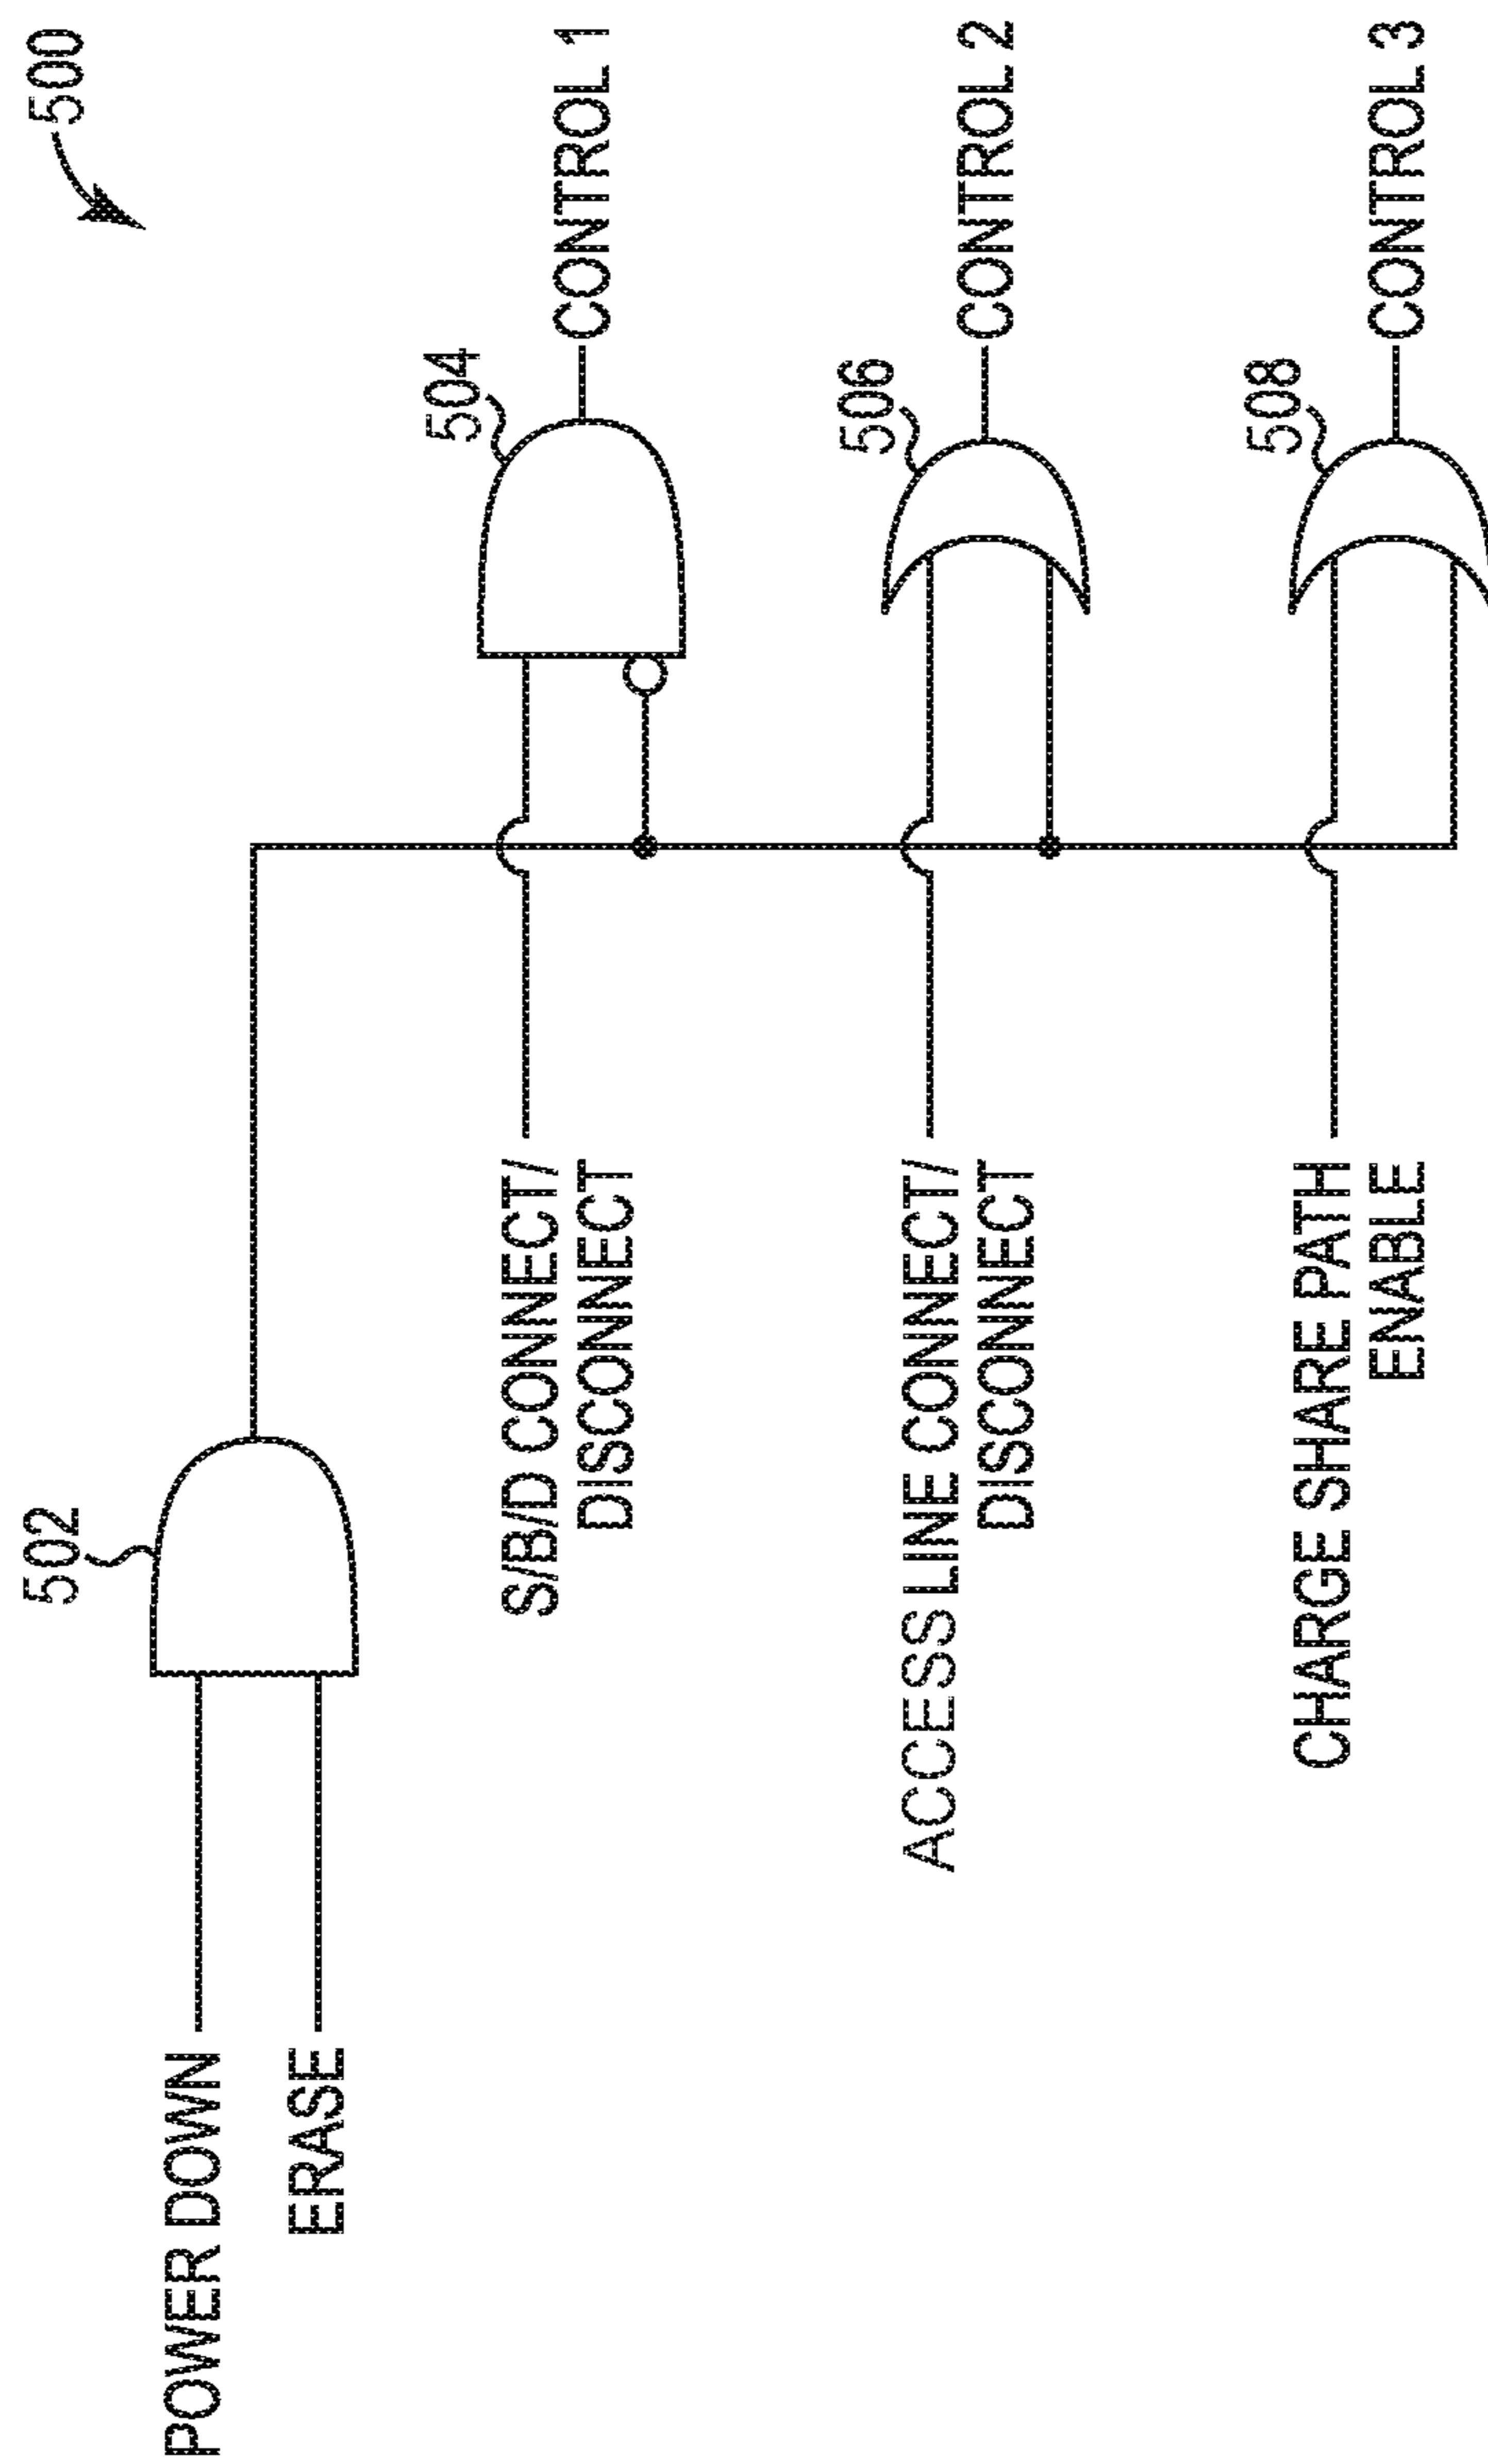 500
502
POWER DOWN
ERASE
504
S/B/D CONNECT/
DISCONNECT
CONTROL 1
506
ACCESS LINE CONNECT/
DISCONNECT
CONTROL 2
508
CHARGE SHARE PATH
ENABLE
CONTROL 3